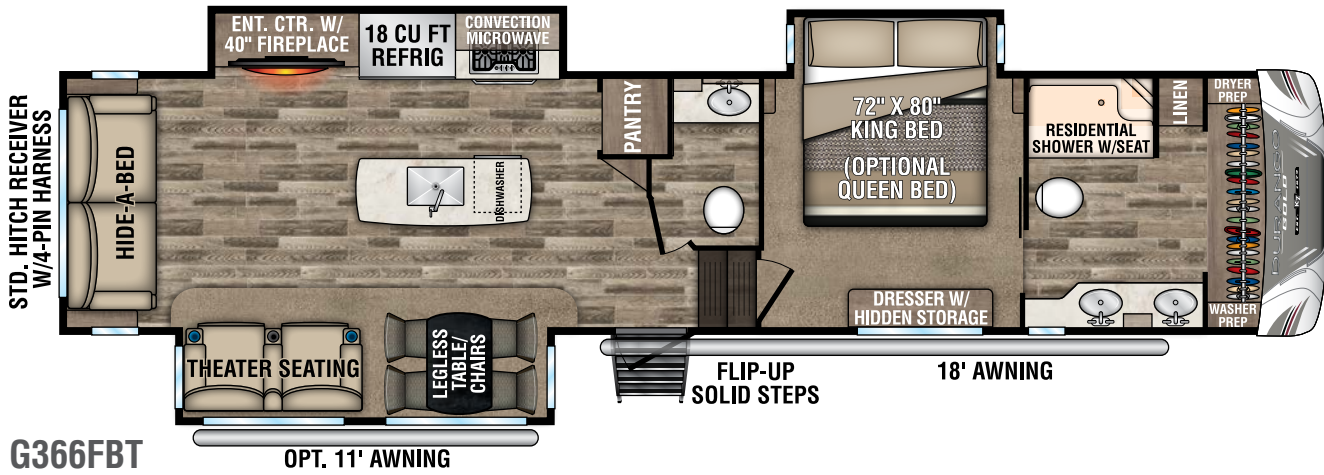 ENT. CTR. W/
40" FIREPLACE
18 CU FT
REFRIG
CONVECTION
MICROWAVE
STD. HITCH RECEIVER
W/4-PIN HARNESS
HIDE-A-BED
DISHWASHER
PANTRY
72" X 80"
KING BED
(OPTIONAL
QUEEN BED)
RESIDENTIAL
SHOWER W/SEAT
LINEN
DRYER
PREP
DURANGO
GOLD
WASHER
PREP
DRESSER W/
HIDDEN STORAGE
THEATER SEATING
LEGLESS
TABLE/
CHAIRS
FLIP-UP
SOLID STEPS
18' AWNING
G366FBT
OPT. 11' AWNING